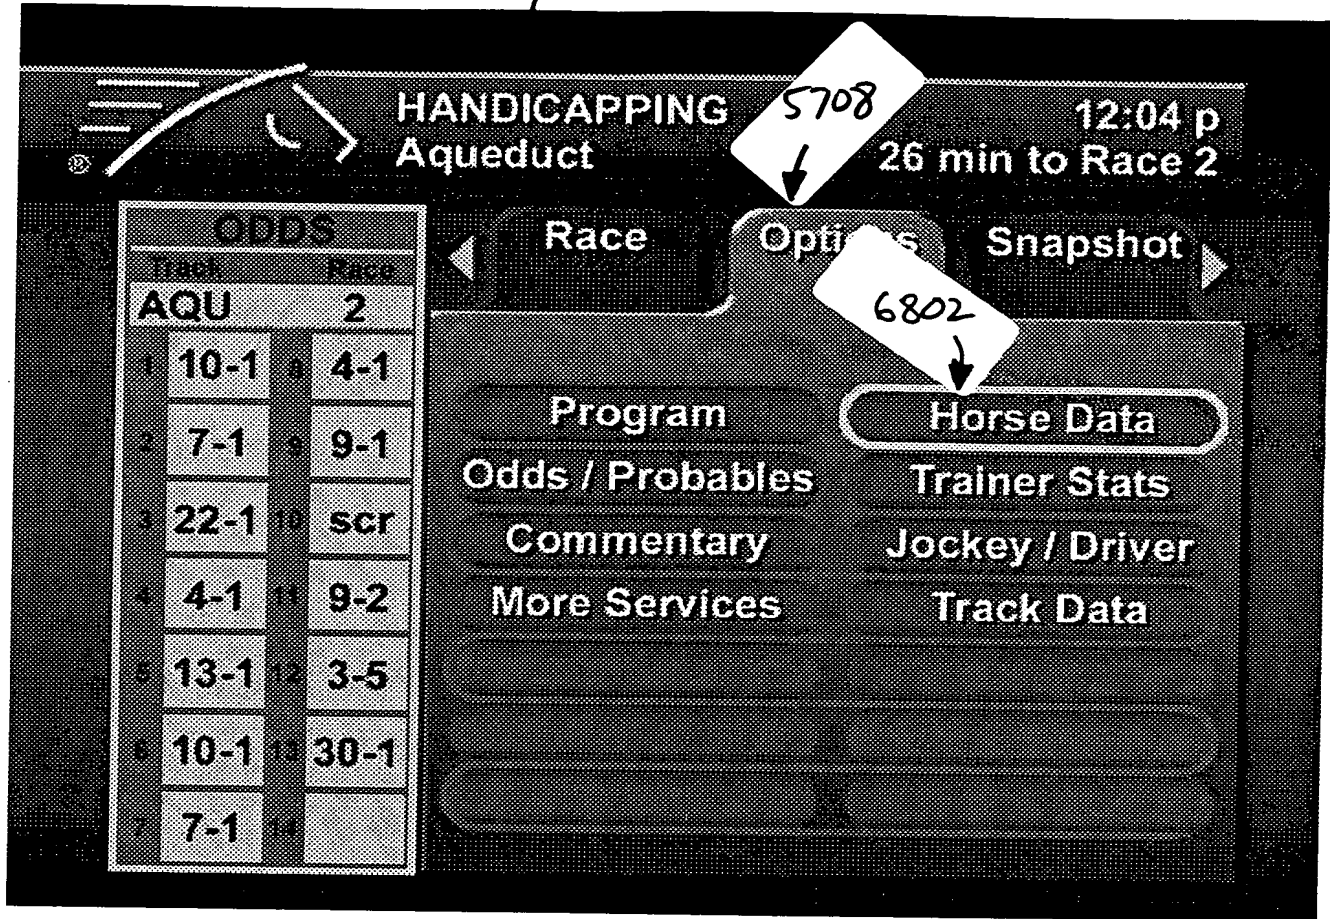 HANDICAPPING
Aqueduct
5708
12:04 p
26 min to Race 2
®
ODDS
Track Race
AQU 2
1 10-1 8 4-1
2 7-1 9 9-1
3 22-1 10 scr
4 4-1 11 9-2
5 13-1 12 3-5
6 10-1 13 30-1
7 7-1 14
Race
Options
Snapshot
6802
Program
Horse Data
Odds / Probables
Trainer Stats
Commentary
Jockey / Driver
More Services
Track Data